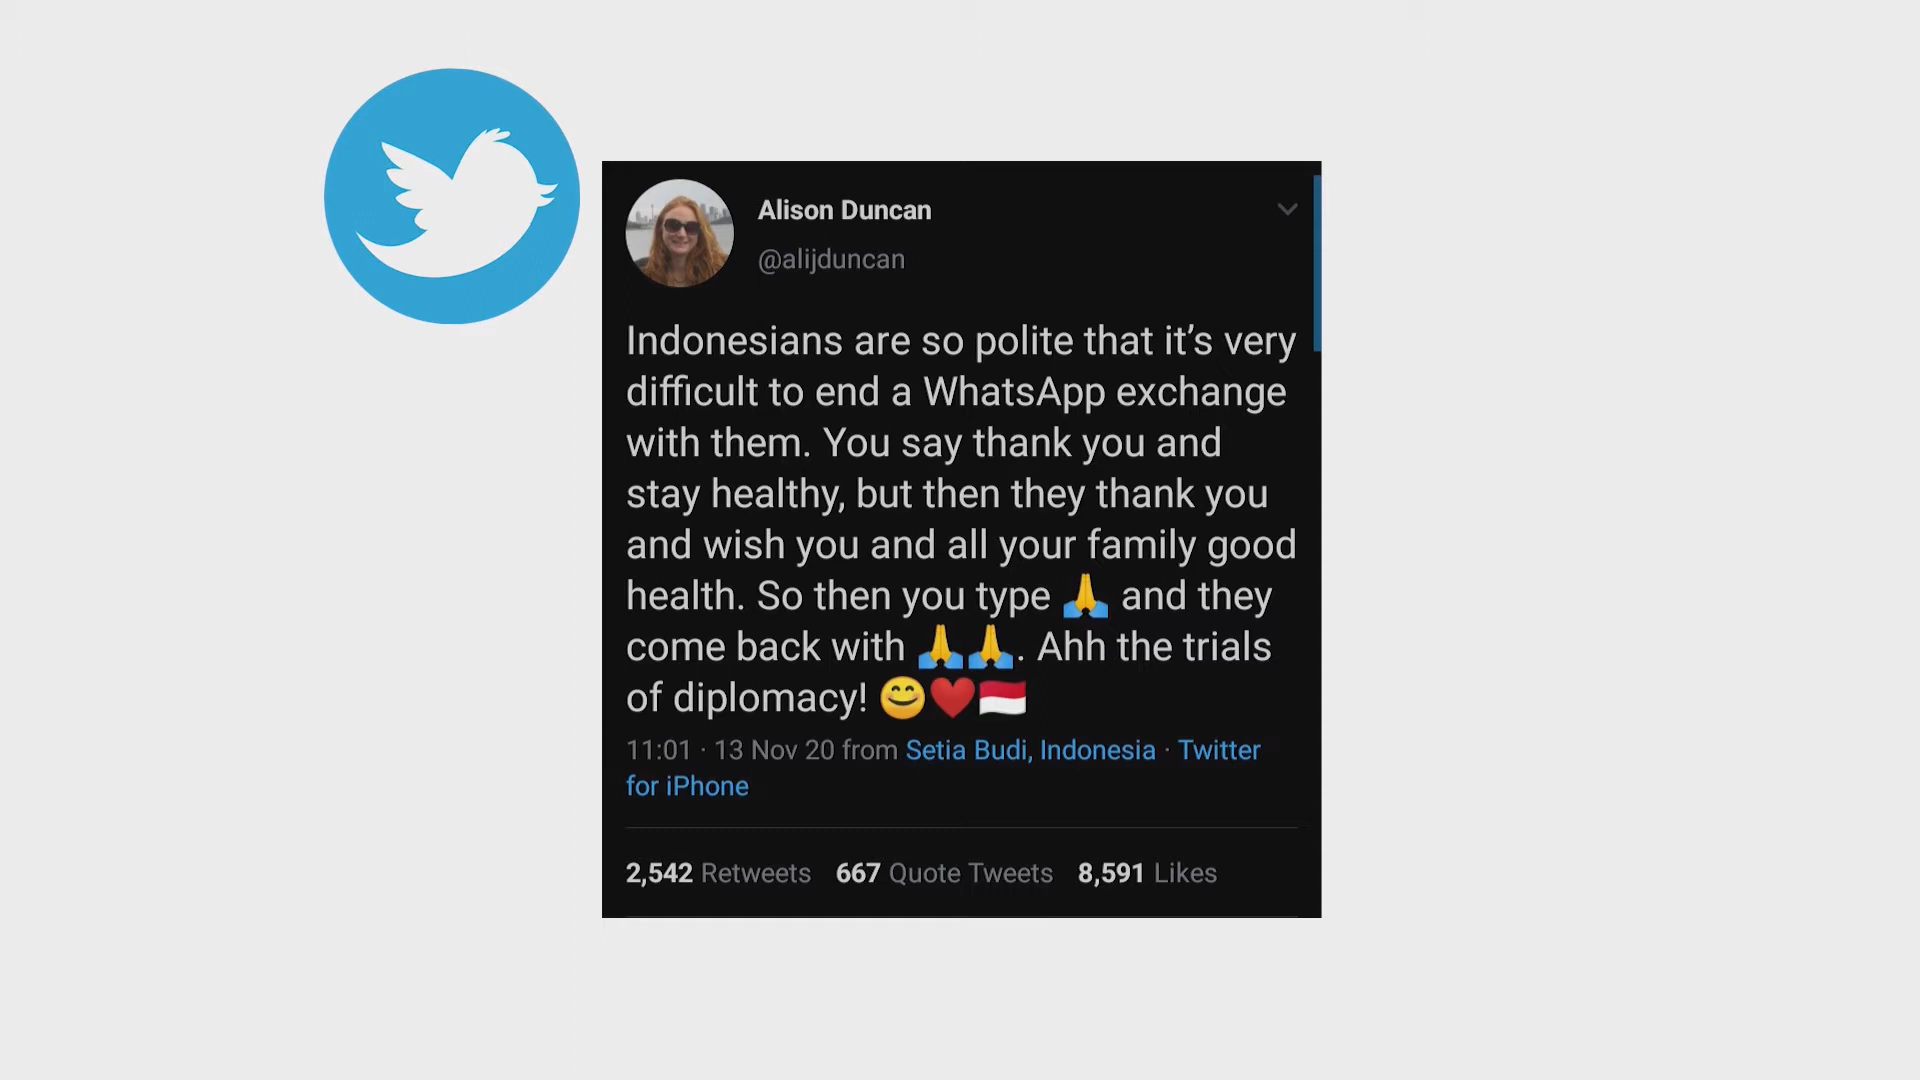 Alison Duncan
@alijduncan
Indonesians are so polite that it’s very
difficult to end a WhatsApp exchange
with them. You say thank you and
stay healthy, but then they thank you
and wish you and all your family good
health. So then you type 🙏 and they
come back with 🙏🙏. Ahh the trials
of diplomacy! 😊❤️🇮🇩
11:01 · 13 Nov 20 from Setia Budi, Indonesia · Twitter
for iPhone
2,542 Retweets 667 Quote Tweets 8,591 Likes